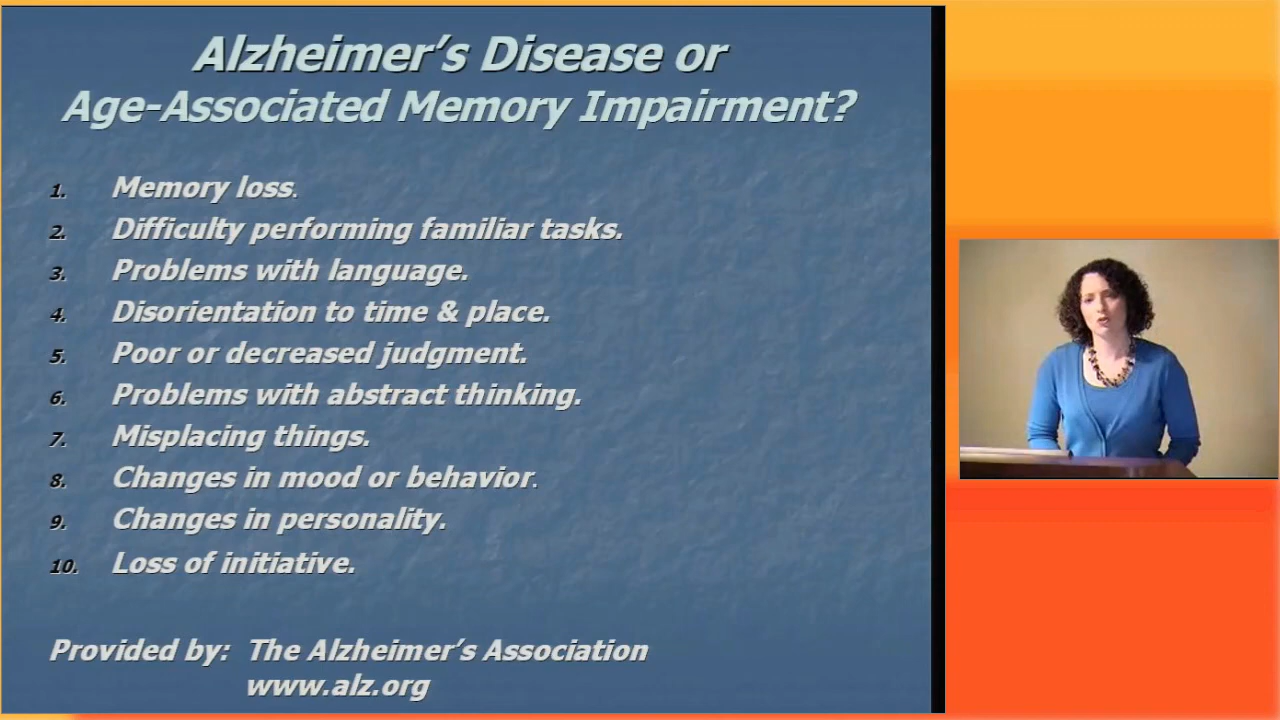 Alzheimer's Disease or
Age-Associated Memory Impairment?
1. Memory loss.
2. Difficulty performing familiar tasks.
3. Problems with language.
4. Disorientation to time & place.
5. Poor or decreased judgment.
6. Problems with abstract thinking.
7. Misplacing things.
8. Changes in mood or behavior.
9. Changes in personality.
10. Loss of initiative.
Provided by: The Alzheimer's Association
www.alz.org